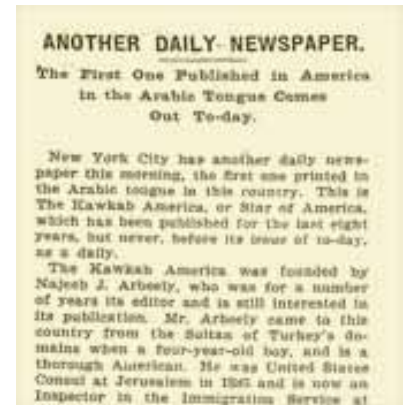 ANOTHER DAILY NEWSPAPER.
The First One Published in America
in the Arabic Tongue Comes
Out To-day.
New York City has another daily news-
paper this morning, the first one printed in
the Arabic tongue in this country. This is
The Kawkab America, or Star of America,
which has been published for the last eight
years, but never, before its issue of to-day,
as a daily.
The Kawkab America was founded by
Najeeb J. Arbeely, who was for a number
of years its editor and is still interested in
its publication. Mr. Arbeely came to this
country from the Sultan of Turkey's do-
mains when a four-year-old boy, and is a
thorough American. He was United States
Consul at Jerusalem in and is now an
Inspector in the Immigration Service at